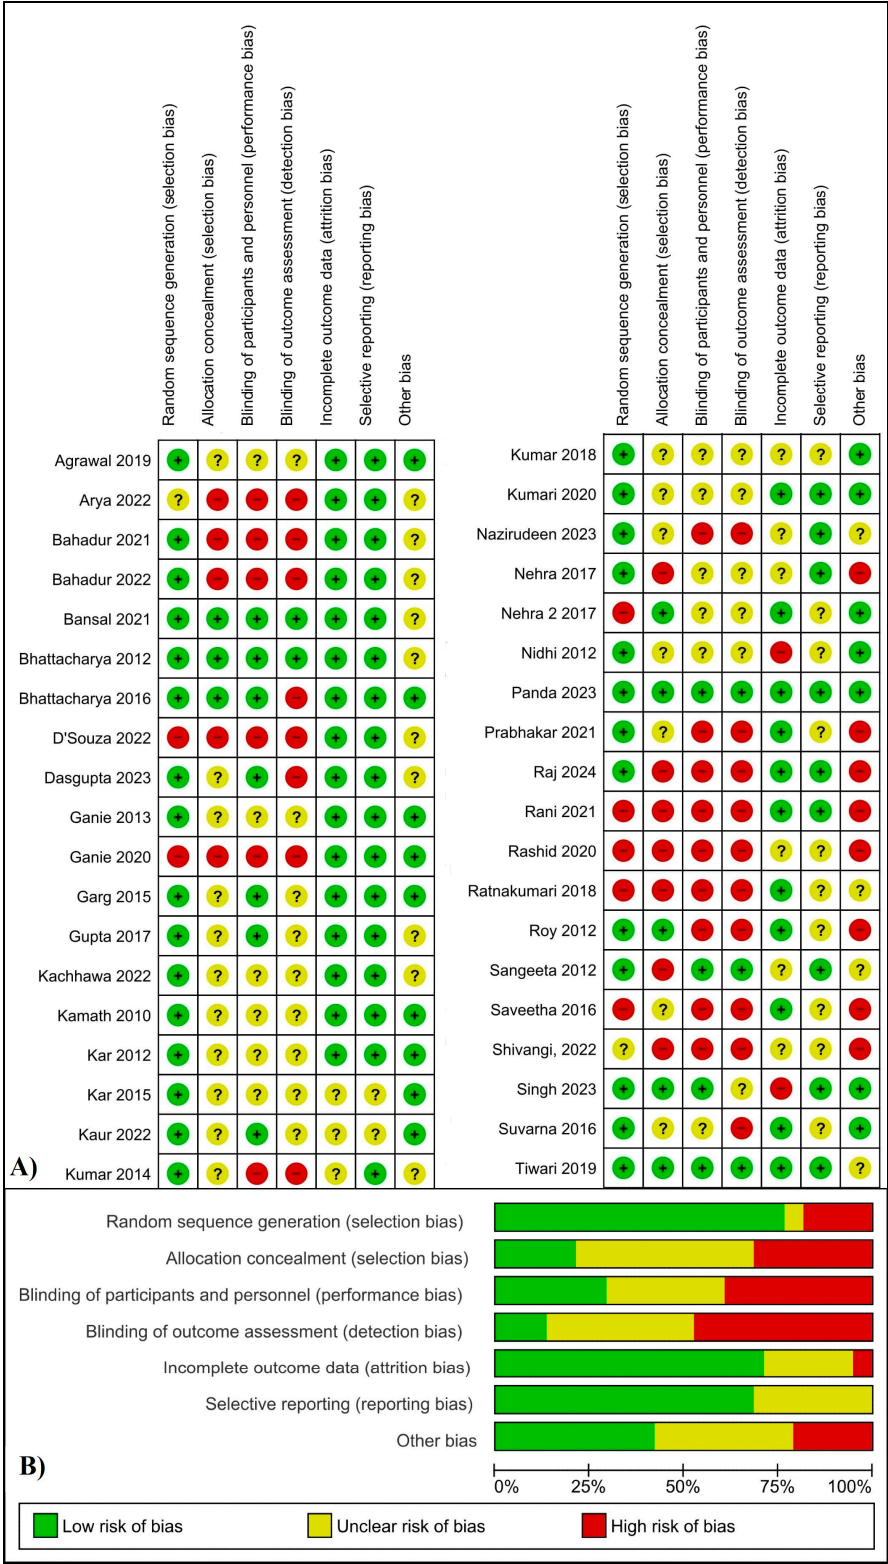 Random sequence generation (selection bias)
Allocation concealment (selection bias)
Blinding of participants and personnel (performance bias)
Blinding of outcome assessment (detection bias)
Incomplete outcome data (attrition bias)
Selective reporting (reporting bias)
Other bias
Agrawal 2019 + ? ? ? + + +
Arya 2022 ? - - - + + ?
Bahadur 2021 + - - - + + ?
Bahadur 2022 + - - - + + ?
Bansal 2021 + + + + + + ?
Bhattacharya 2012 + + + + + + ?
Bhattacharya 2016 + + + - + + +
D'Souza 2022 - - - - + + ?
Dasgupta 2023 + ? + - + + ?
Ganie 2013 + ? ? ? + + +
Ganie 2020 - - - - + + +
Garg 2015 + ? + ? + + +
Gupta 2017 + ? + ? + + ?
Kachhawa 2022 + ? ? ? + + ?
Kamath 2010 + ? ? ? + + +
Kar 2012 + ? ? ? + + +
Kar 2015 + ? ? ? ? ? +
Kaur 2022 + ? + ? ? ? +
Kumar 2014 + ? - - ? + ?
A)
Random sequence generation (selection bias)
Allocation concealment (selection bias)
Blinding of participants and personnel (performance bias)
Blinding of outcome assessment (detection bias)
Incomplete outcome data (attrition bias)
Selective reporting (reporting bias)
Other bias
Kumar 2018 + ? ? ? ? ? +
Kumari 2020 + ? ? ? + + +
Nazirudeen 2023 + ? - - ? + ?
Nehra 2017 + - ? ? ? + -
Nehra 2 2017 - + ? ? + ? +
Nidhi 2012 + ? ? ? - ? +
Panda 2023 + + + + + + +
Prabhakar 2021 + ? - - + ? -
Raj 2024 + - - - + + -
Rani 2021 - - - - + + -
Rashid 2020 - - - - ? ? -
Ratnakumari 2018 - - - - + ? ?
Roy 2012 + + - - + ? -
Sangeeta 2012 + - + + ? + ?
Saveetha 2016 - ? - - + ? -
Shivangi, 2022 ? - - - ? ? -
Singh 2023 + + + ? - + +
Suvarna 2016 + ? ? - + ? +
Tiwari 2019 + + + + + + ?
Random sequence generation (selection bias)
Allocation concealment (selection bias)
Blinding of participants and personnel (performance bias)
Blinding of outcome assessment (detection bias)
Incomplete outcome data (attrition bias)
Selective reporting (reporting bias)
Other bias
B)
0% 25% 50% 75% 100%
Low risk of bias Unclear risk of bias High risk of bias